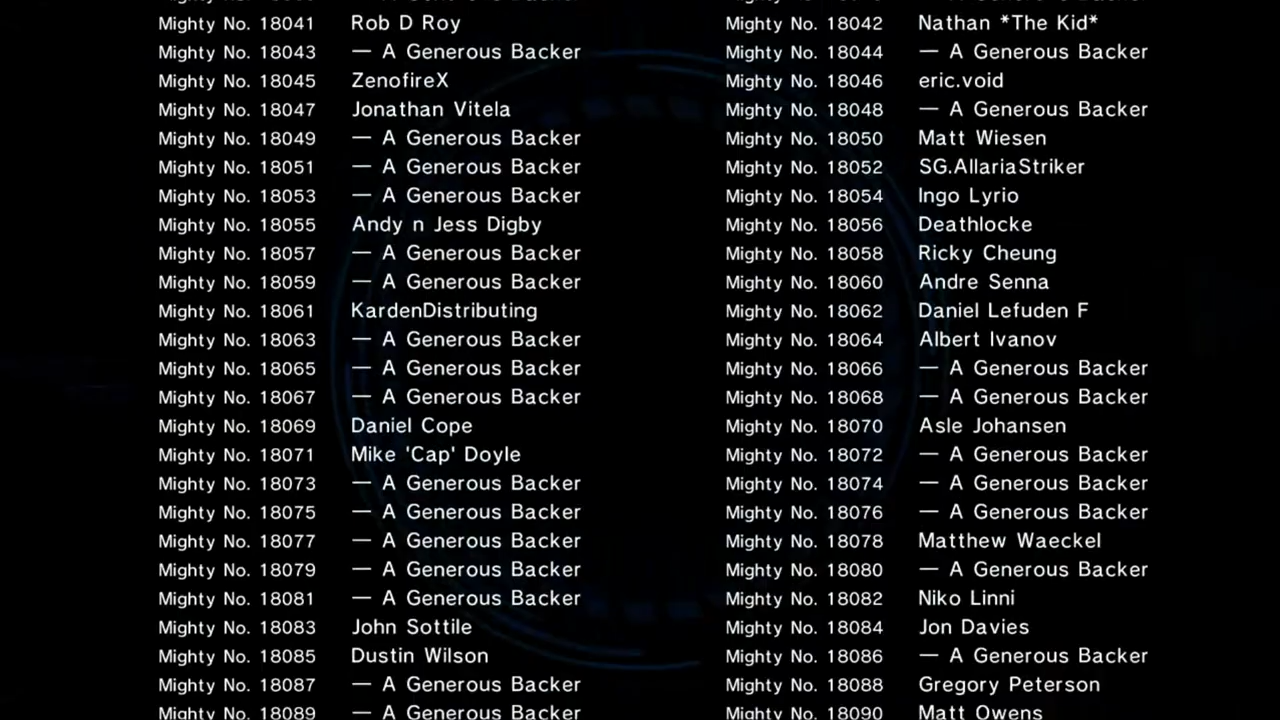 Mighty No. 18041 Rob D Roy Mighty No. 18042 Nathan *The Kid*
Mighty No. 18043 — A Generous Backer Mighty No. 18044 — A Generous Backer
Mighty No. 18045 ZenofireX Mighty No. 18046 eric.void
Mighty No. 18047 Jonathan Vitela Mighty No. 18048 — A Generous Backer
Mighty No. 18049 — A Generous Backer Mighty No. 18050 Matt Wiesen
Mighty No. 18051 — A Generous Backer Mighty No. 18052 SG.AllariaStriker
Mighty No. 18053 — A Generous Backer Mighty No. 18054 Ingo Lyrio
Mighty No. 18055 Andy n Jess Digby Mighty No. 18056 Deathlocke
Mighty No. 18057 — A Generous Backer Mighty No. 18058 Ricky Cheung
Mighty No. 18059 — A Generous Backer Mighty No. 18060 Andre Senna
Mighty No. 18061 KardenDistributing Mighty No. 18062 Daniel Lefuden F
Mighty No. 18063 — A Generous Backer Mighty No. 18064 Albert Ivanov
Mighty No. 18065 — A Generous Backer Mighty No. 18066 — A Generous Backer
Mighty No. 18067 — A Generous Backer Mighty No. 18068 — A Generous Backer
Mighty No. 18069 Daniel Cope Mighty No. 18070 Asle Johansen
Mighty No. 18071 Mike 'Cap' Doyle Mighty No. 18072 — A Generous Backer
Mighty No. 18073 — A Generous Backer Mighty No. 18074 — A Generous Backer
Mighty No. 18075 — A Generous Backer Mighty No. 18076 — A Generous Backer
Mighty No. 18077 — A Generous Backer Mighty No. 18078 Matthew Waeckel
Mighty No. 18079 — A Generous Backer Mighty No. 18080 — A Generous Backer
Mighty No. 18081 — A Generous Backer Mighty No. 18082 Niko Linni
Mighty No. 18083 John Sottile Mighty No. 18084 Jon Davies
Mighty No. 18085 Dustin Wilson Mighty No. 18086 — A Generous Backer
Mighty No. 18087 — A Generous Backer Mighty No. 18088 Gregory Peterson
Mighty No. 18089 — A Generous Backer Mighty No. 18090 Matt Owens